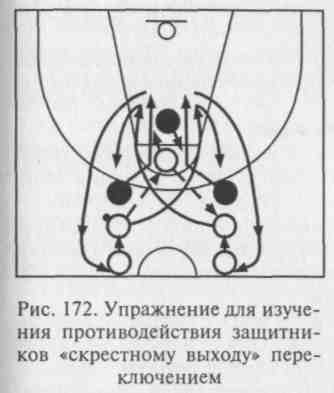 Рис. 172. Упражнение для изуче-
ния противодействия защитни-
ков «скрестному выходу» пере-
ключением